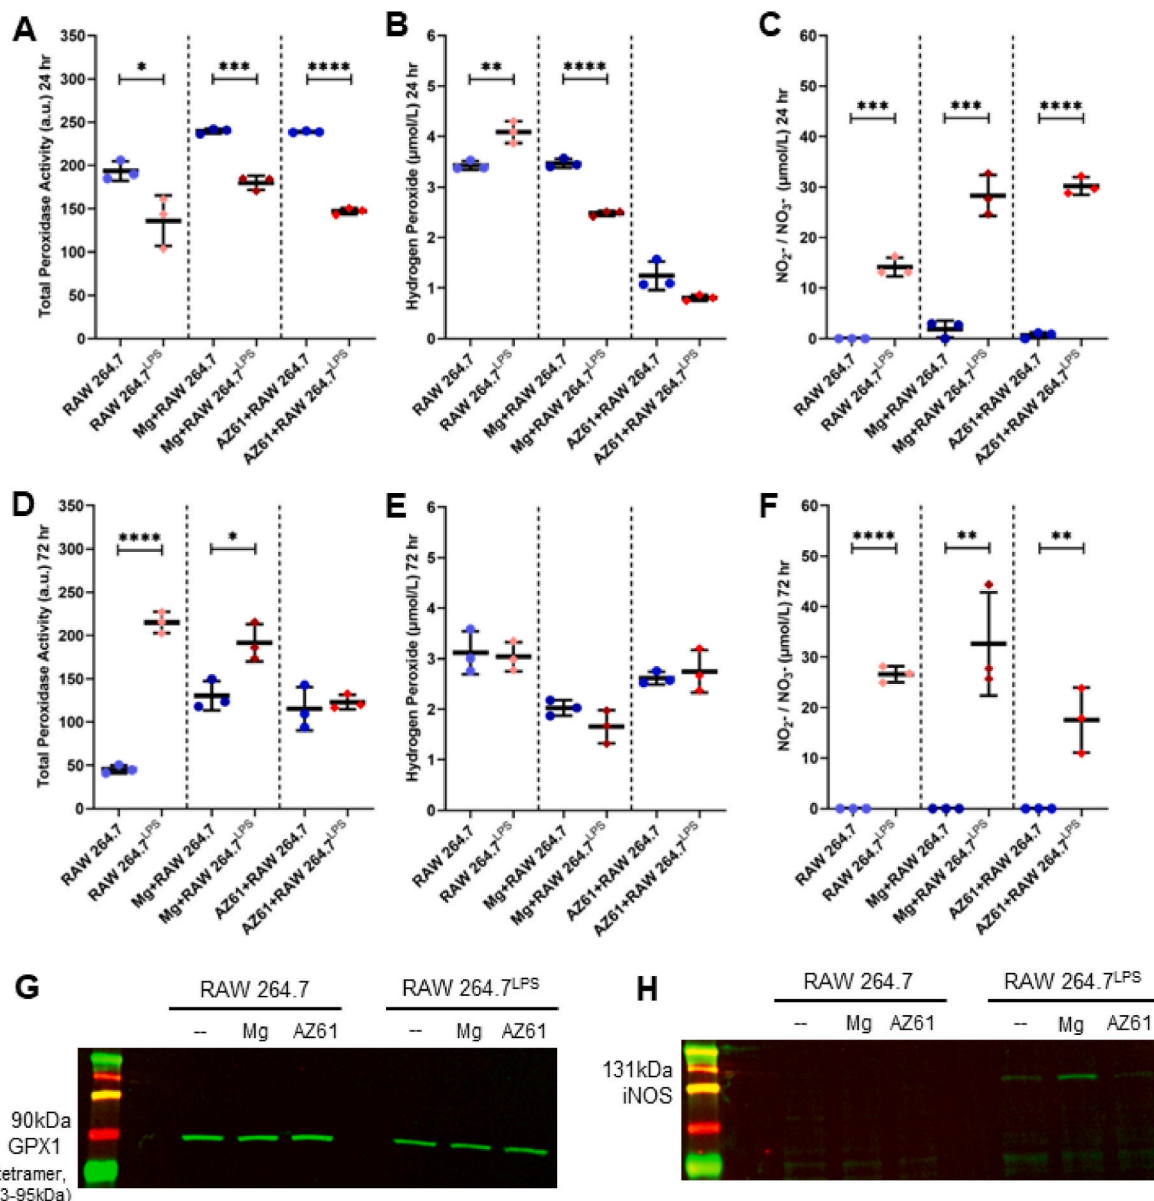 A
Total Peroxidase Activity (a.u.) 24 hr
350
300
250
200
150
100
50
0
*
***
****
RAW 264.7
RAW 264.7LPS
Mg+RAW 264.7
Mg+RAW 264.7LPS
AZ61+RAW 264.7
AZ61+RAW 264.7LPS
B
Hydrogen Peroxide (µmol/L) 24 hr
6
5
4
3
2
1
0
**
****
RAW 264.7
RAW 264.7LPS
Mg+RAW 264.7
Mg+RAW 264.7LPS
AZ61+RAW 264.7
AZ61+RAW 264.7LPS
C
NO2- / NO3- (µmol/L) 24 hr
60
50
40
30
20
10
0
***
***
****
RAW 264.7
RAW 264.7LPS
Mg+RAW 264.7
Mg+RAW 264.7LPS
AZ61+RAW 264.7
AZ61+RAW 264.7LPS
D
Total Peroxidase Activity (a.u.) 72 hr
350
300
250
200
150
100
50
0
****
*
RAW 264.7
RAW 264.7LPS
Mg+RAW 264.7
Mg+RAW 264.7LPS
AZ61+RAW 264.7
AZ61+RAW 264.7LPS
E
Hydrogen Peroxide (µmol/L) 72 hr
6
5
4
3
2
1
0
RAW 264.7
RAW 264.7LPS
Mg+RAW 264.7
Mg+RAW 264.7LPS
AZ61+RAW 264.7
AZ61+RAW 264.7LPS
F
NO2- / NO3- (µmol/L) 72 hr
60
50
40
30
20
10
0
****
**
**
RAW 264.7
RAW 264.7LPS
Mg+RAW 264.7
Mg+RAW 264.7LPS
AZ61+RAW 264.7
AZ61+RAW 264.7LPS
G
RAW 264.7
RAW 264.7LPS
-- Mg AZ61
-- Mg AZ61
90kDa
GPX1
tetramer,
3-95kDa)
H
RAW 264.7
RAW 264.7LPS
-- Mg AZ61
-- Mg AZ61
131kDa
iNOS